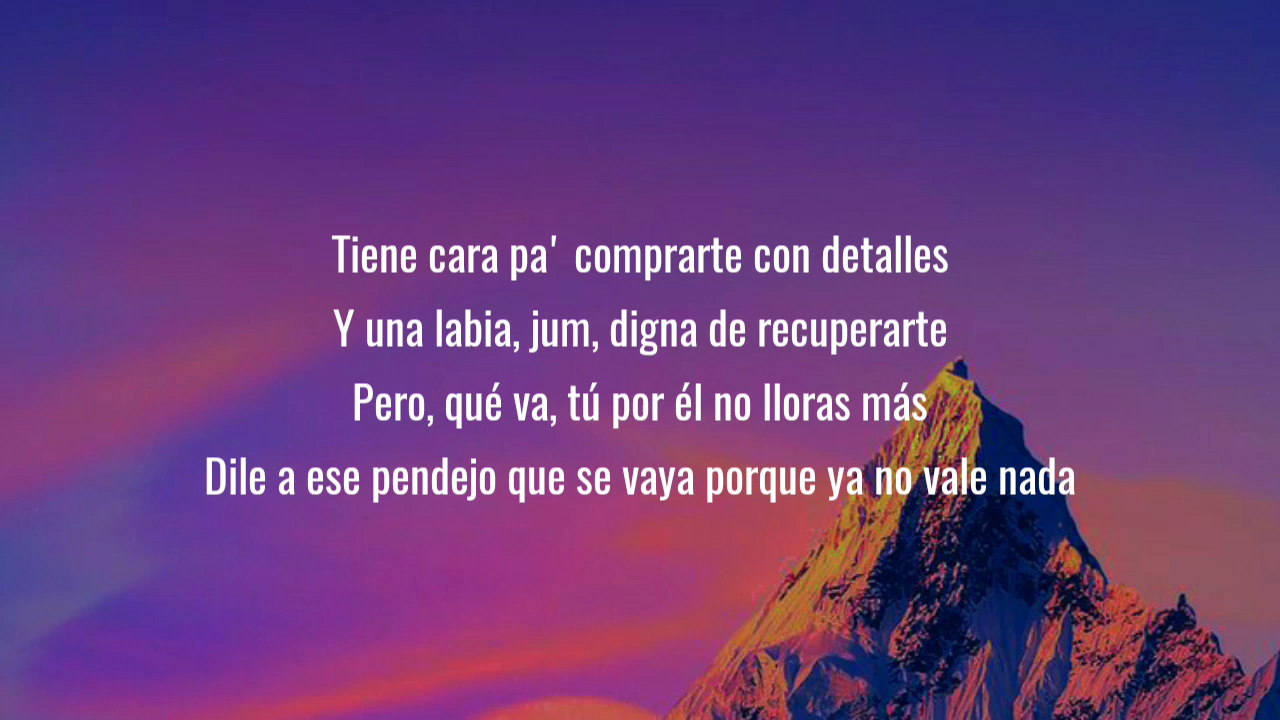 Tiene cara pa' comprarte con detalles
Y una labia, jum, digna de recuperarte
Pero, qué va, tú por él no lloras más
Dile a ese pendejo que se vaya porque ya no vale nada